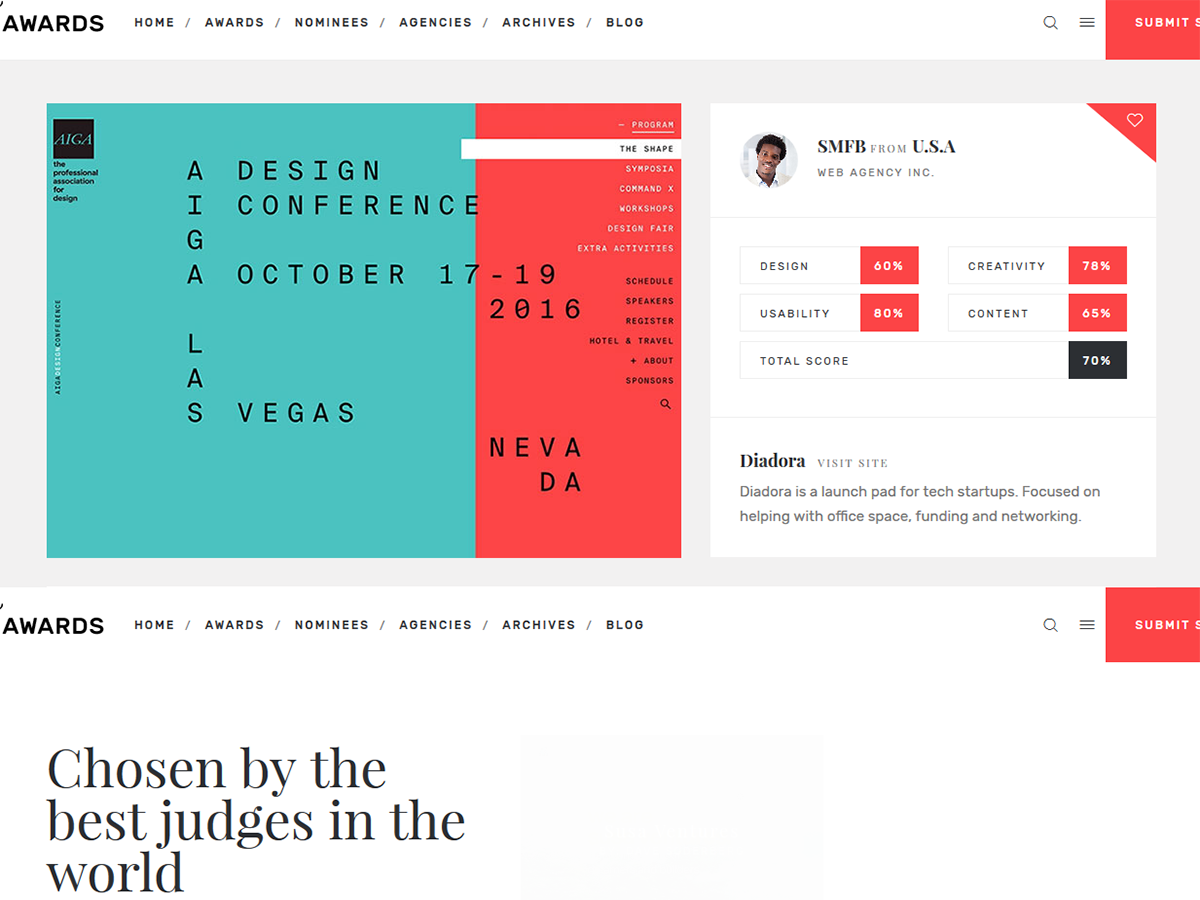 AWARDS HOME / AWARDS / NOMINEES / AGENCIES / ARCHIVES / BLOG SUBMIT S
AIGA
the
professional
association
for
design
AIGADESIGNCONFERENCE
A DESIGN
I CONFERENCE
G
A OCTOBER 17-19
2016
L
A
S VEGAS
NEVA
DA
— PROGRAM
THE SHAPE
SYMPOSIA
COMMAND X
WORKSHOPS
DESIGN FAIR
EXTRA ACTIVITIES
SCHEDULE
SPEAKERS
REGISTER
HOTEL & TRAVEL
+ ABOUT
SPONSORS
SMFB FROM U.S.A
WEB AGENCY INC.
DESIGN 60% CREATIVITY 78%
USABILITY 80% CONTENT 65%
TOTAL SCORE 70%
Diadora VISIT SITE
Diadora is a launch pad for tech startups. Focused on
helping with office space, funding and networking.
AWARDS HOME / AWARDS / NOMINEES / AGENCIES / ARCHIVES / BLOG SUBMIT S
Chosen by the
best judges in the
world